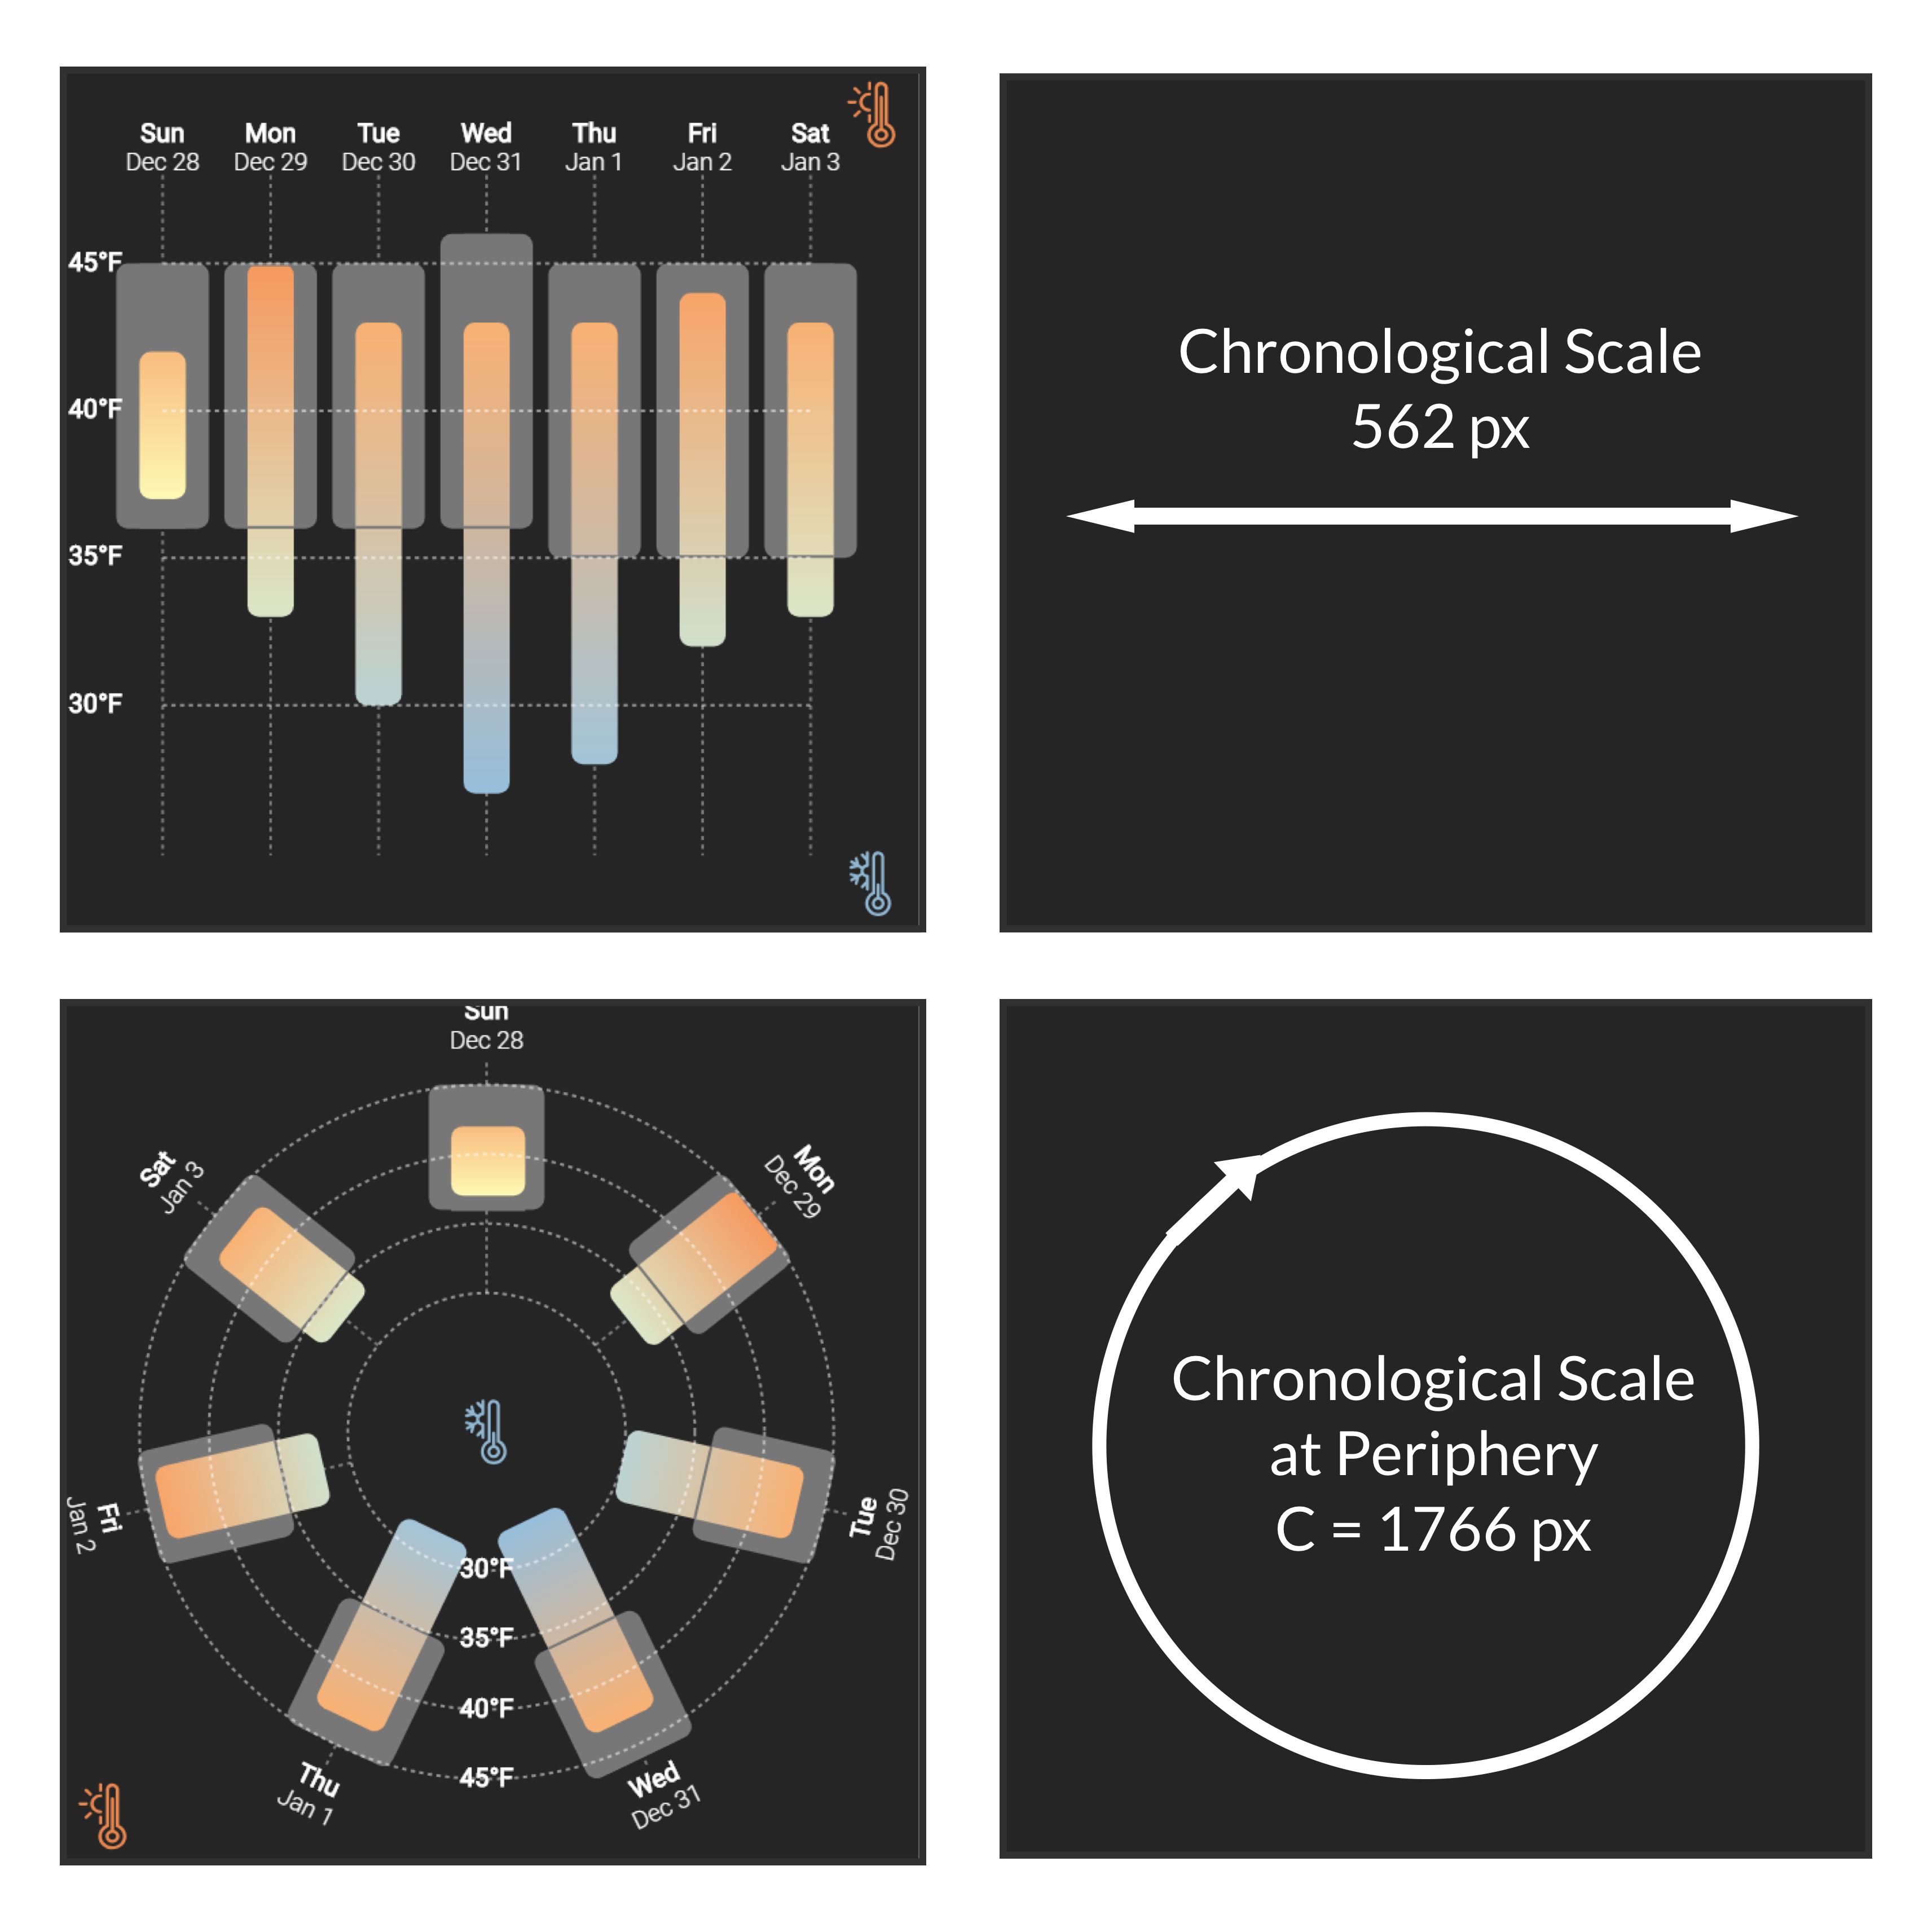 Sun
Dec 28
Mon
Dec 29
Tue
Dec 30
Wed
Dec 31
Thu
Jan 1
Fri
Jan 2
Sat
Jan 3
45°F
40°F
35°F
30°F
Chronological Scale
562 px
Sun
Dec 28
Mon
Dec 29
Tue
Dec 30
Wed
Dec 31
Thu
Jan 1
Fri
Jan 2
Sat
Jan 3
30°F
35°F
40°F
45°F
Chronological Scale
at Periphery
C = 1766 px